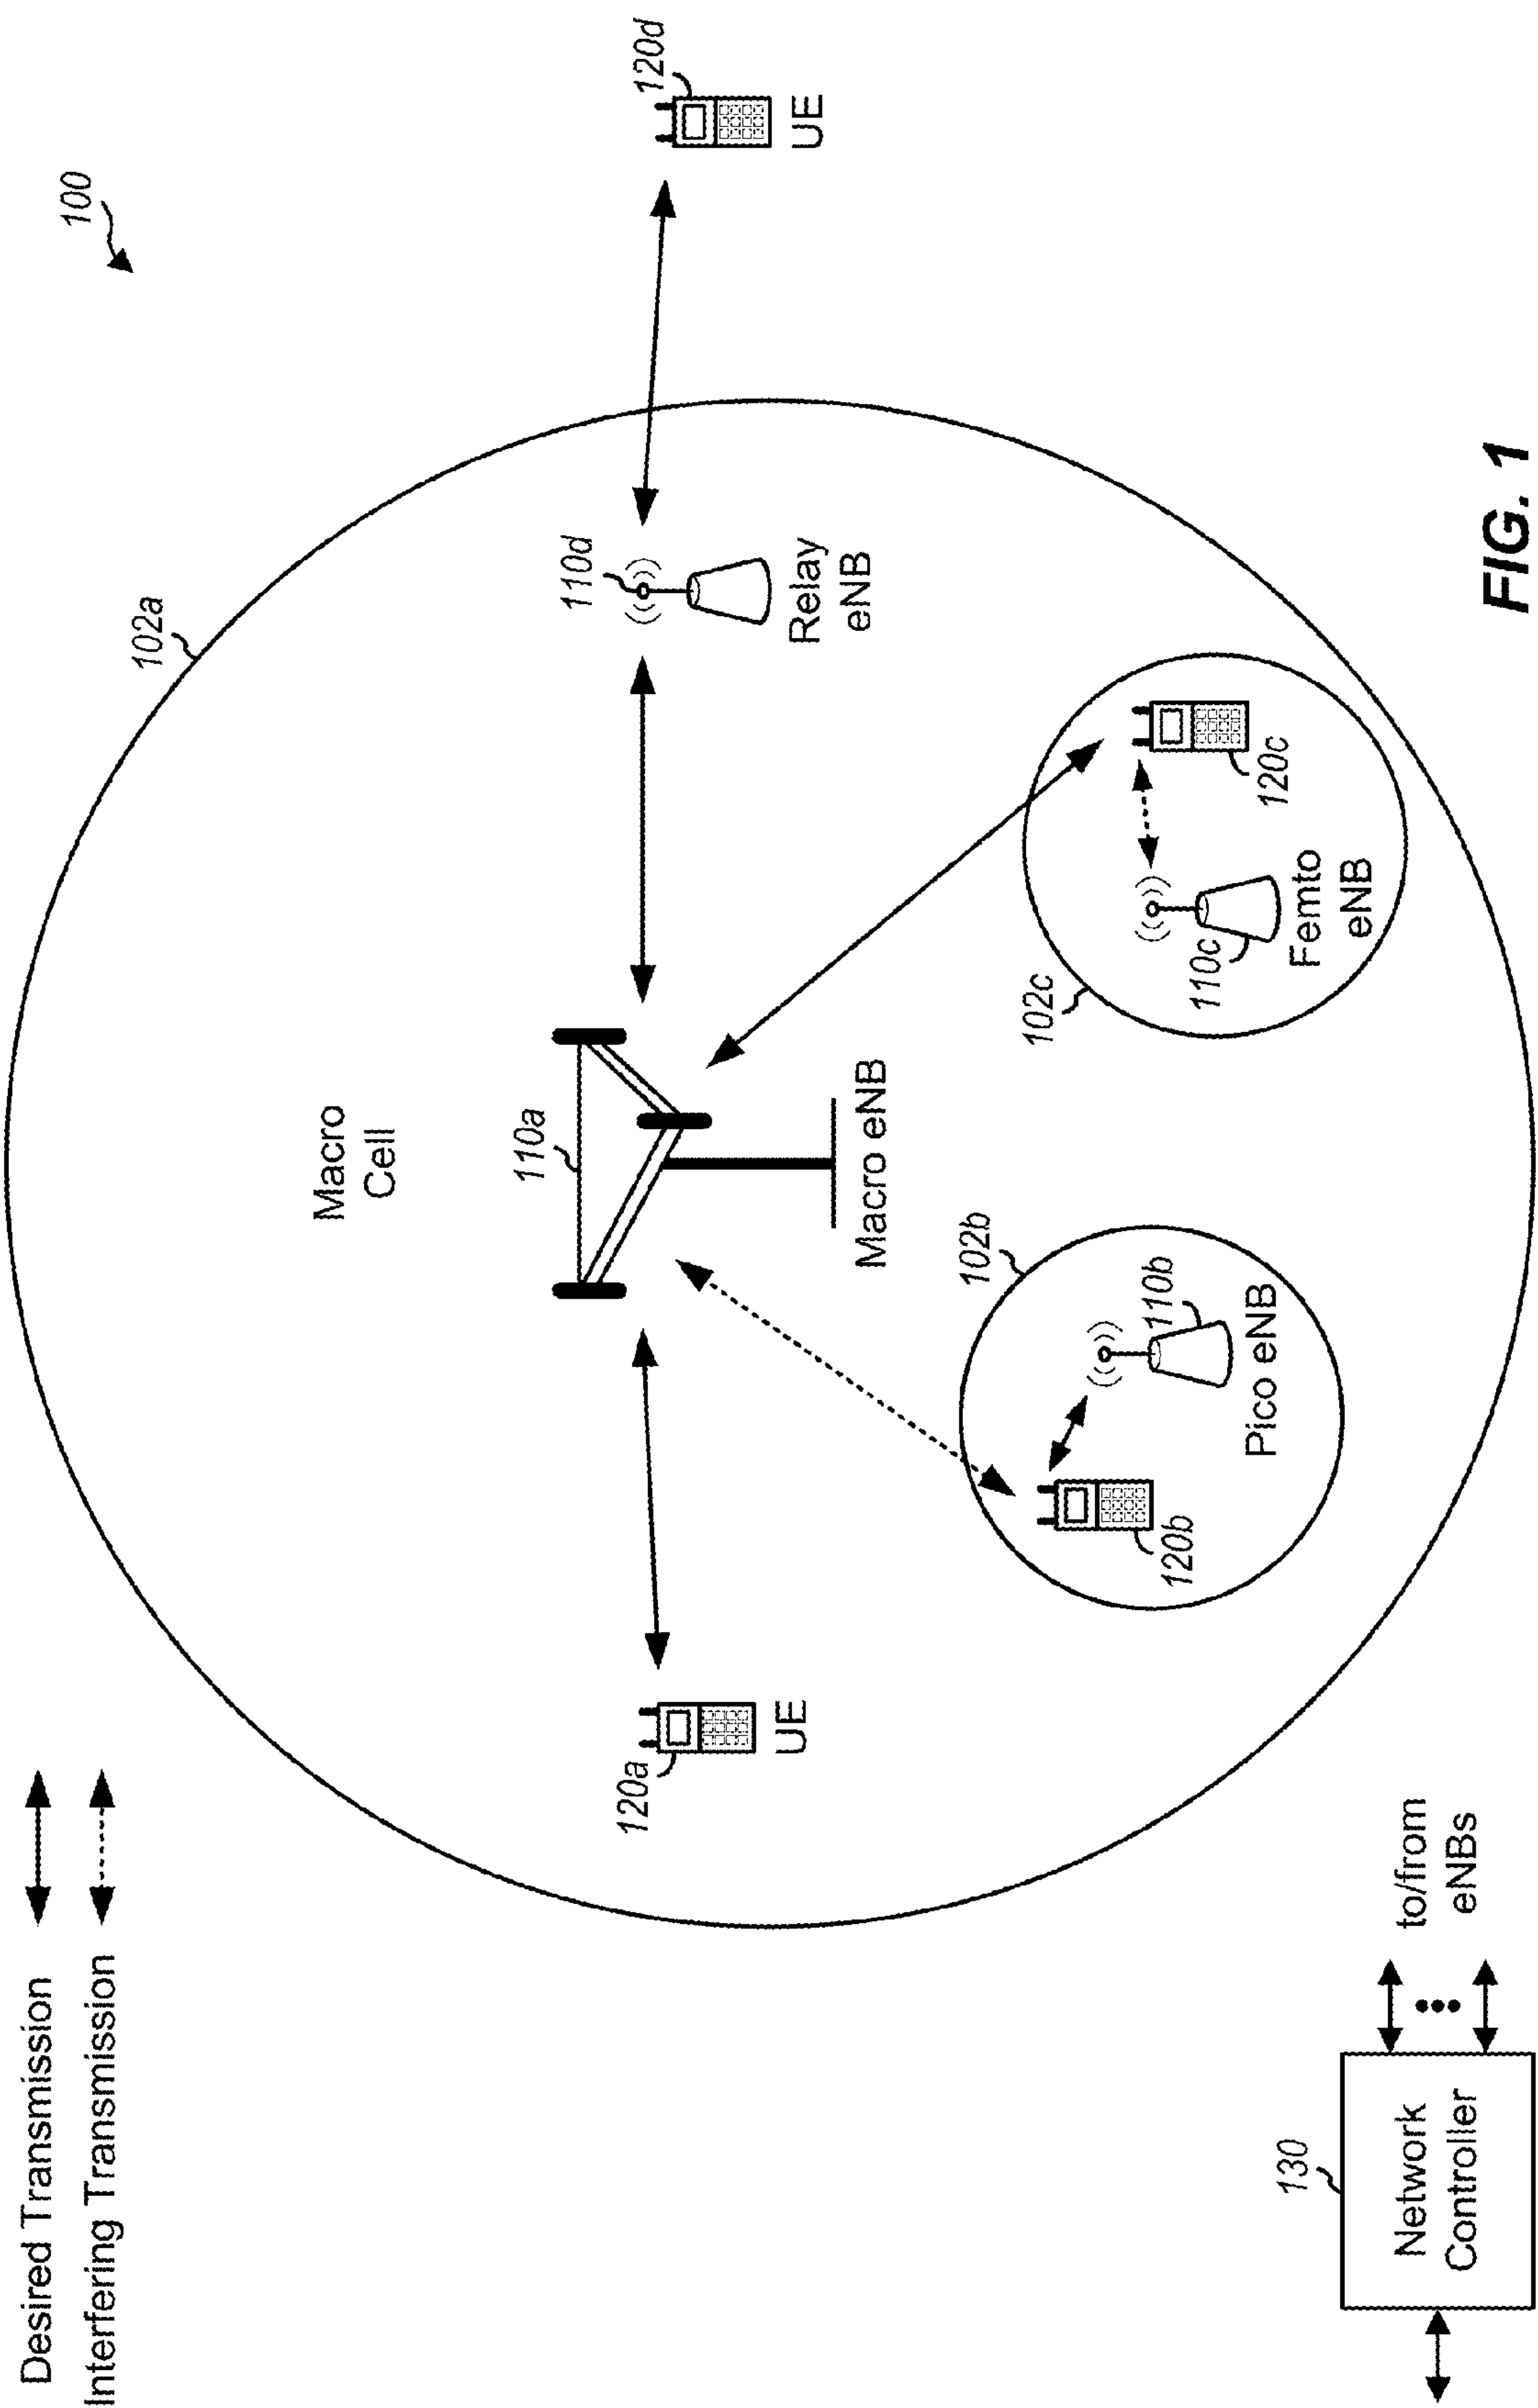 Desired Transmission
Interfering Transmission
100
102a
Macro
Cell
110a
Macro eNB
120a
UE
110d
Relay
eNB
120d
UE
102b
110b
Pico eNB
120b
102c
110c
Femto
eNB
120c
130
Network
Controller
to/from
eNBs
FIG. 1